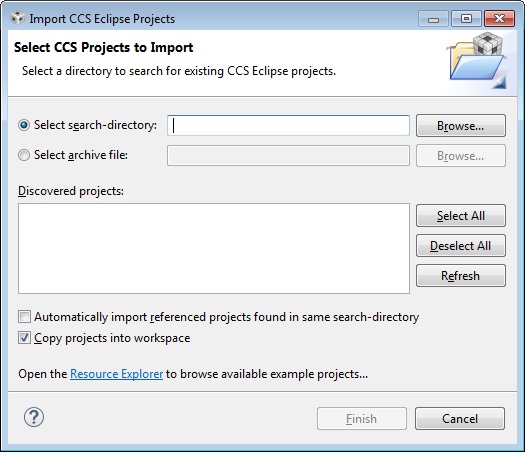 Import CCS Eclipse Projects
Select CCS Projects to Import
Select a directory to search for existing CCS Eclipse projects.
Select search-directory:
Browse...
Select archive file:
Browse...
Discovered projects:
Select All
Deselect All
Refresh
Automatically import referenced projects found in same search-directory
Copy projects into workspace
Open the Resource Explorer to browse available example projects...
?
Finish
Cancel